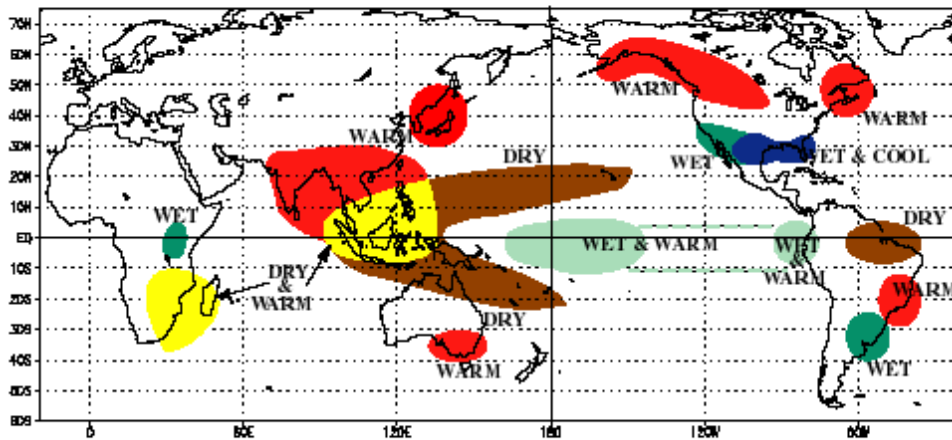 70N
60N
50N
WARM
WARM
40N
WARM
30N
WET
WET & COOL
DRY
20N
10N
WET
DRY
EQ
WET & WARM
WET
&
WARM
10S
DRY
&
WARM
20S
WARM
30S
DRY
40S
WARM
WET
50S
60S
0
60E
120E
180
120W
60W